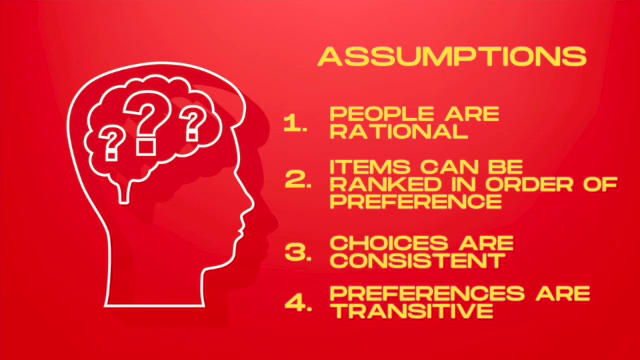 ASSUMPTIONS
1. PEOPLE ARE
RATIONAL
2. ITEMS CAN BE
RANKED IN ORDER OF
PREFERENCE
3. CHOICES ARE
CONSISTENT
4. PREFERENCES ARE
TRANSITIVE
? ? ?